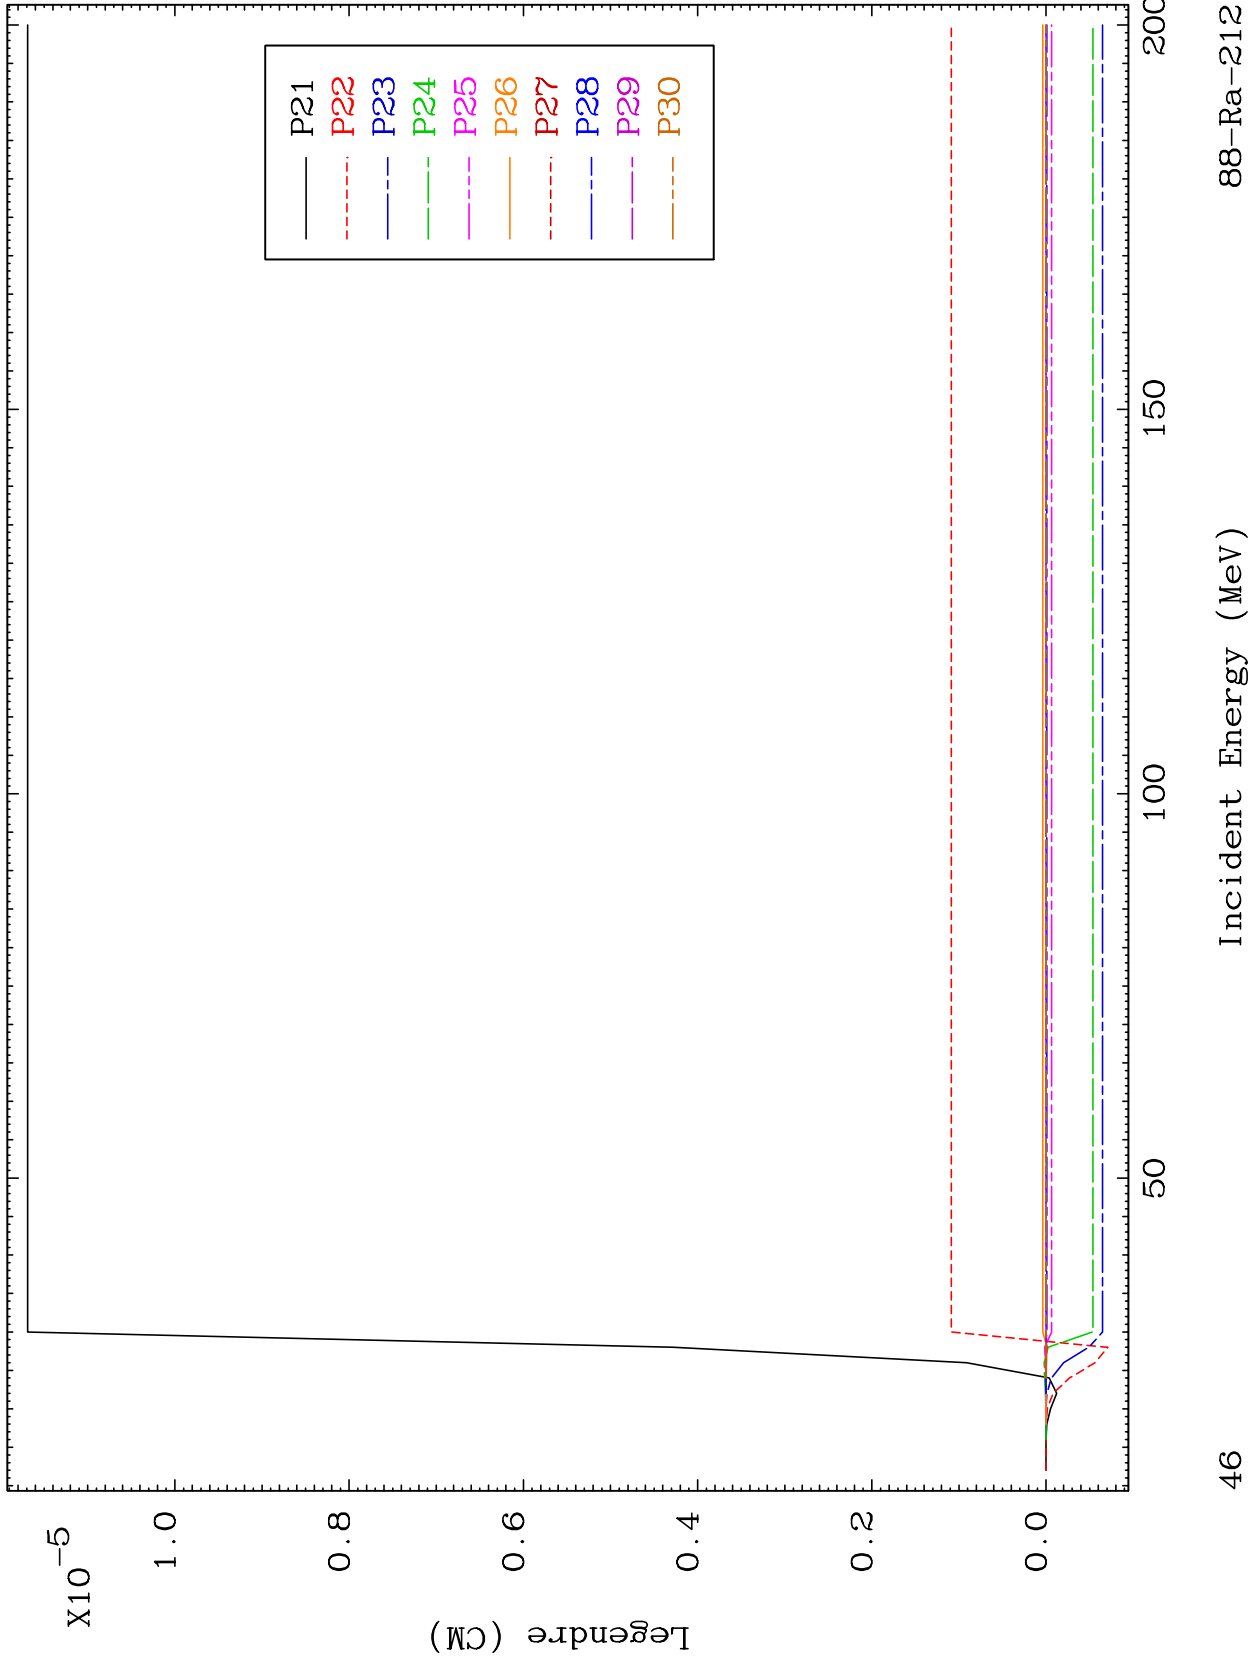 X10-5
1.0
0.8
0.6
0.4
0.2
0.0
Legendre (CM)
P21
P22
P23
P24
P25
P26
P27
P28
P29
P30
50
100
150
200
Incident Energy (MeV)
46
88-Ra-212